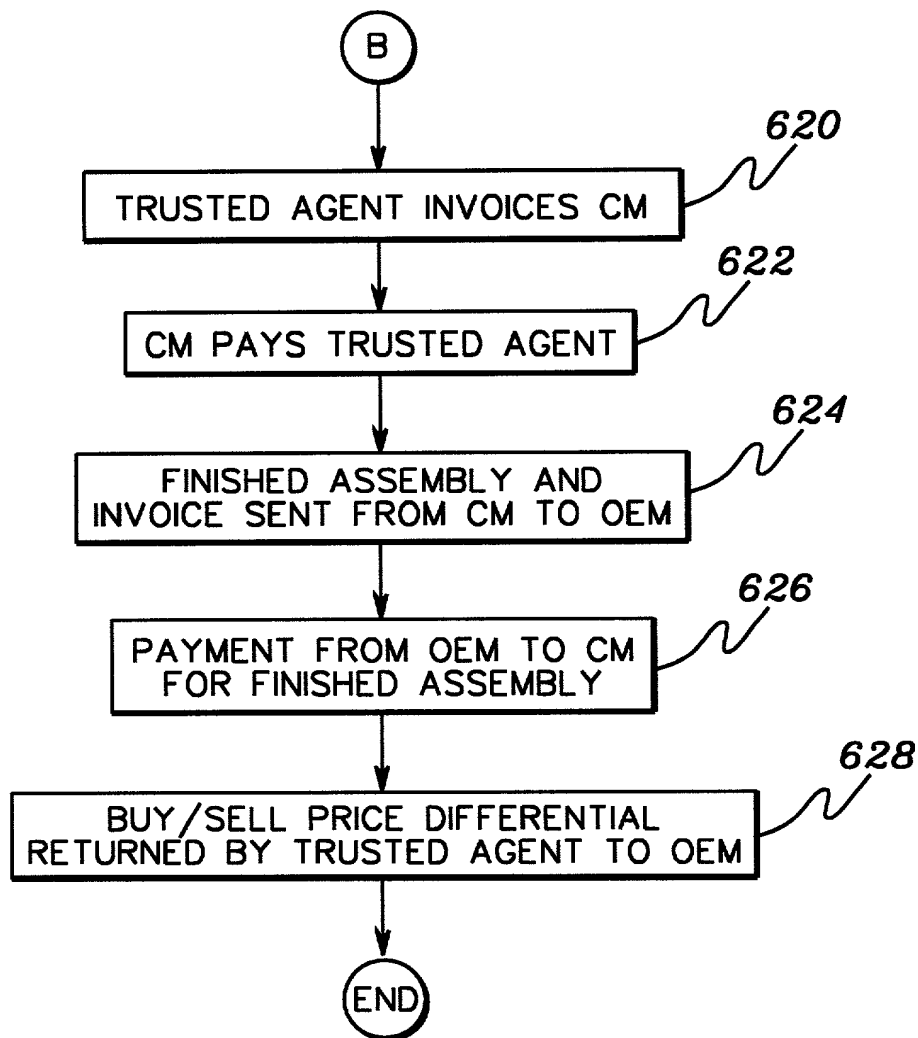 B
620
TRUSTED AGENT INVOICES CM
622
CM PAYS TRUSTED AGENT
624
FINISHED ASSEMBLY AND
INVOICE SENT FROM CM TO OEM
626
PAYMENT FROM OEM TO CM
FOR FINISHED ASSEMBLY
628
BUY/SELL PRICE DIFFERENTIAL
RETURNED BY TRUSTED AGENT TO OEM
END